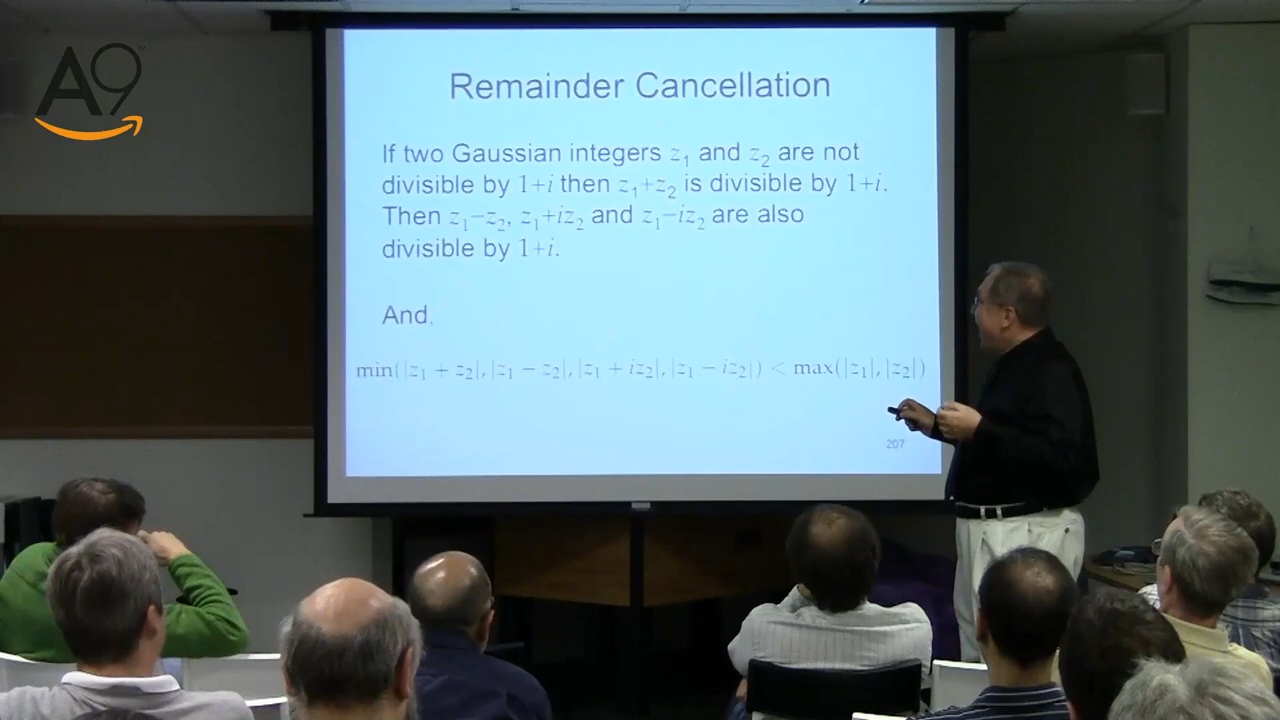 A9
Remainder Cancellation
If two Gaussian integers z₁ and z₂ are not
divisible by 1+i then z₁+z₂ is divisible by 1+i.
Then z₁−z₂, z₁+iz₂ and z₁−iz₂ are also
divisible by 1+i.
And.
min(|z₁ + z₂|, |z₁ − z₂|, |z₁ + iz₂|, |z₁ − iz₂|) < max(|z₁|, |z₂|)
207